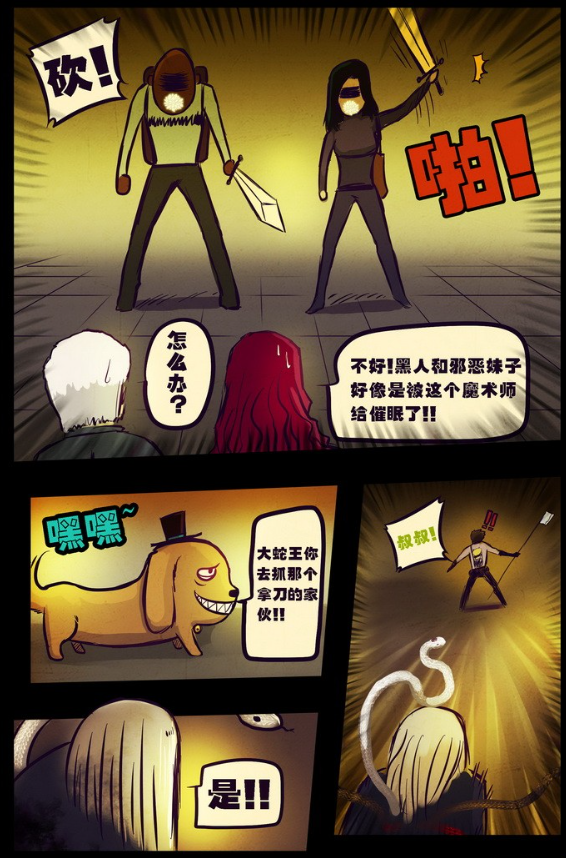 砍!
啪!
怎么办?
不好!黑人和邪恶妹子
好像是被这个魔术师
给催眠了!!
嘿嘿~
大蛇王你
去抓那个
拿刀的家
伙!!
!!
叔叔!
是!!